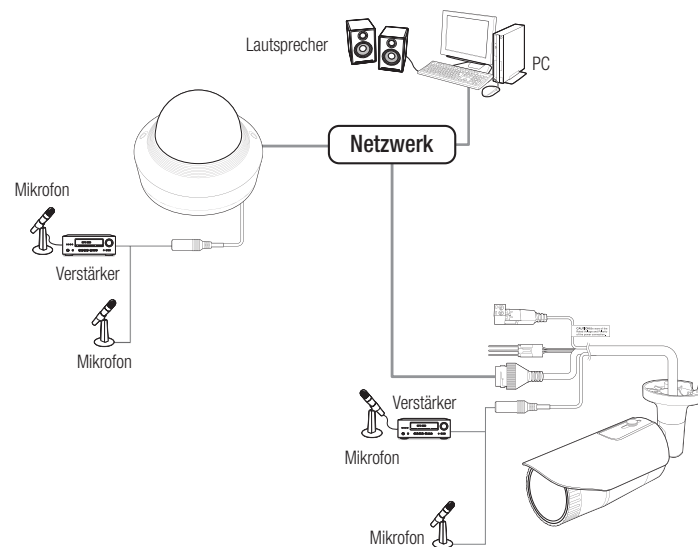 Lautsprecher
PC
Netzwerk
Mikrofon
Verstärker
Mikrofon
Verstärker
Mikrofon
Mikrofon